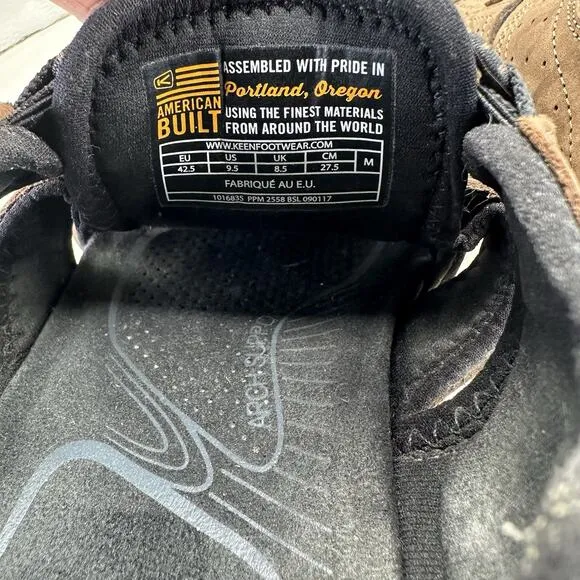 AMERICAN
BUILT
ASSEMBLED WITH PRIDE IN
Portland, Oregon
USING THE FINEST MATERIALS
FROM AROUND THE WORLD
WWW.KEENFOOTWEAR.COM
EU US UK CM M
42.5 9.5 8.5 27.5
FABRIQUÉ AU E.U.
1016835 PPM 2558 BSL 090117
ARCH SUPPO